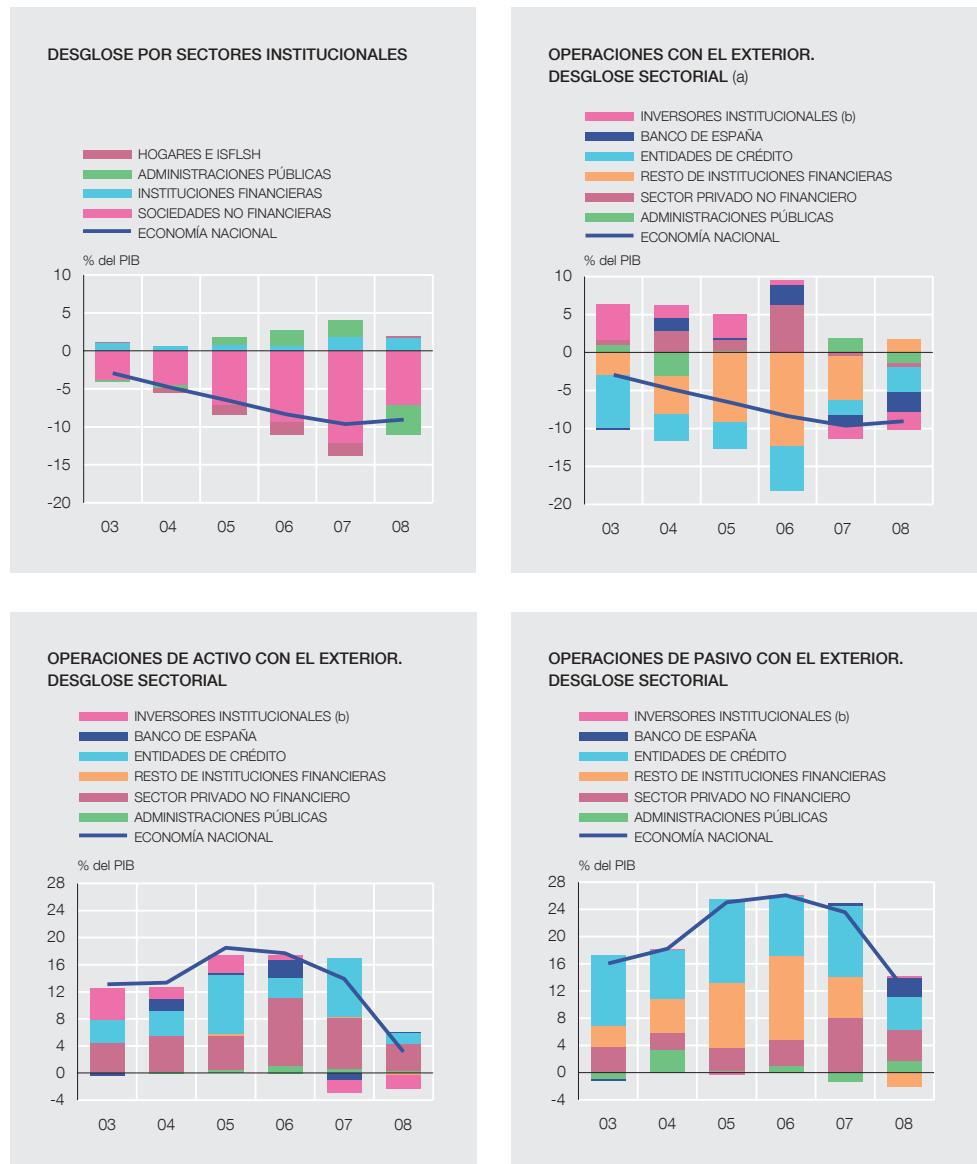 DESGLOSE POR SECTORES INSTITUCIONALES
HOGARES E ISFLSH
ADMINISTRACIONES PÚBLICAS
INSTITUCIONES FINANCIERAS
SOCIEDADES NO FINANCIERAS
ECONOMÍA NACIONAL
% del PIB
10
5
0
-5
-10
-15
-20
03 04 05 06 07 08
OPERACIONES CON EL EXTERIOR.
DESGLOSE SECTORIAL (a)
INVERSORES INSTITUCIONALES (b)
BANCO DE ESPAÑA
ENTIDADES DE CRÉDITO
RESTO DE INSTITUCIONES FINANCIERAS
SECTOR PRIVADO NO FINANCIERO
ADMINISTRACIONES PÚBLICAS
ECONOMÍA NACIONAL
% del PIB
10
5
0
-5
-10
-15
-20
03 04 05 06 07 08
OPERACIONES DE ACTIVO CON EL EXTERIOR.
DESGLOSE SECTORIAL
INVERSORES INSTITUCIONALES (b)
BANCO DE ESPAÑA
ENTIDADES DE CRÉDITO
RESTO DE INSTITUCIONES FINANCIERAS
SECTOR PRIVADO NO FINANCIERO
ADMINISTRACIONES PÚBLICAS
ECONOMÍA NACIONAL
% del PIB
28
24
20
16
12
8
4
0
-4
03 04 05 06 07 08
OPERACIONES DE PASIVO CON EL EXTERIOR.
DESGLOSE SECTORIAL
INVERSORES INSTITUCIONALES (b)
BANCO DE ESPAÑA
ENTIDADES DE CRÉDITO
RESTO DE INSTITUCIONES FINANCIERAS
SECTOR PRIVADO NO FINANCIERO
ADMINISTRACIONES PÚBLICAS
ECONOMÍA NACIONAL
% del PIB
28
24
20
16
12
8
4
0
-4
03 04 05 06 07 08